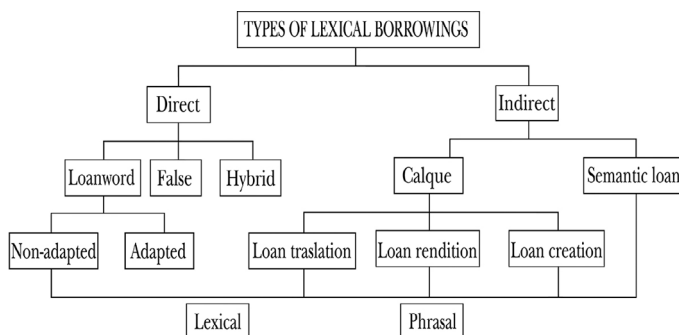 TYPES OF LEXICAL BORROWINGS
Direct
Indirect
Loanword
False
Hybrid
Calque
Semantic loan
Non-adapted
Adapted
Loan traslation
Loan rendition
Loan creation
Lexical
Phrasal